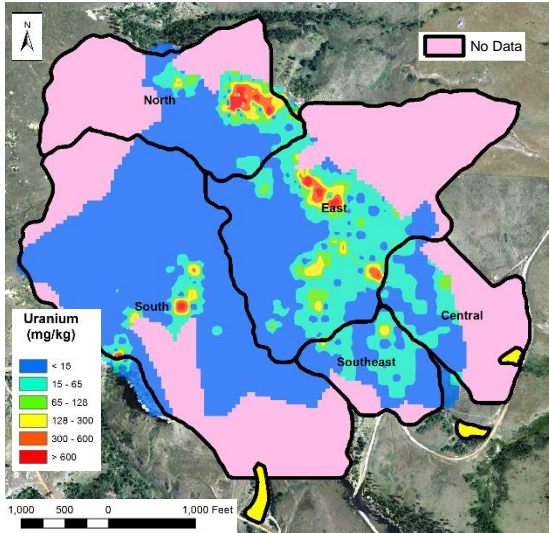 N
No Data
North
East
South
Central
Southeast
Uranium
(mg/kg)
< 15
15 - 65
65 - 128
128 - 300
300 - 600
> 600
1,000 500 0 1,000 Feet